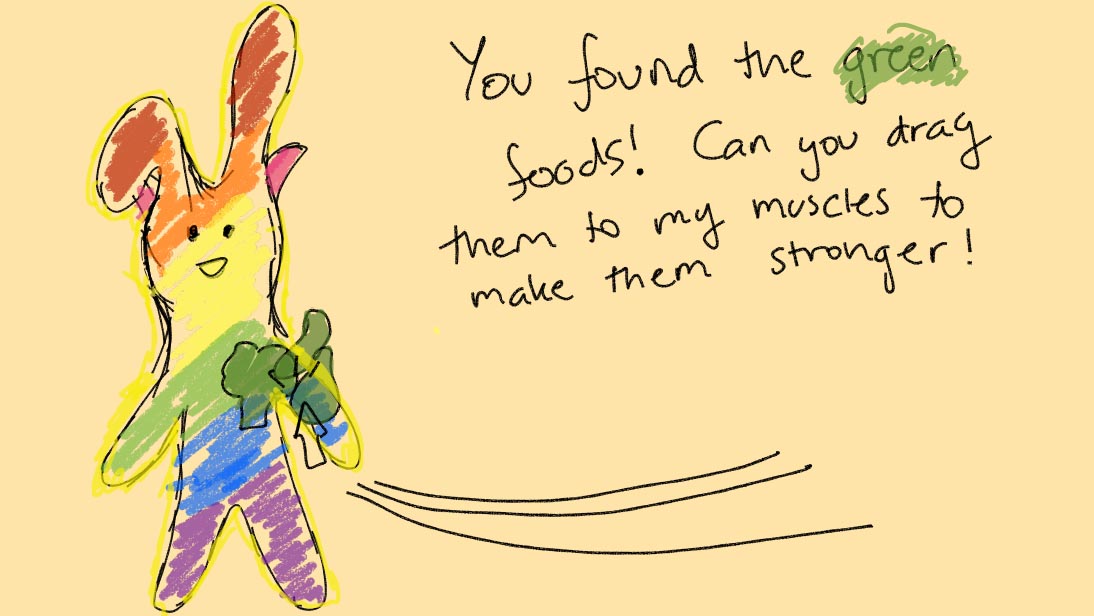 You found the green
foods! Can you drag
them to my muscles to
make them stronger!